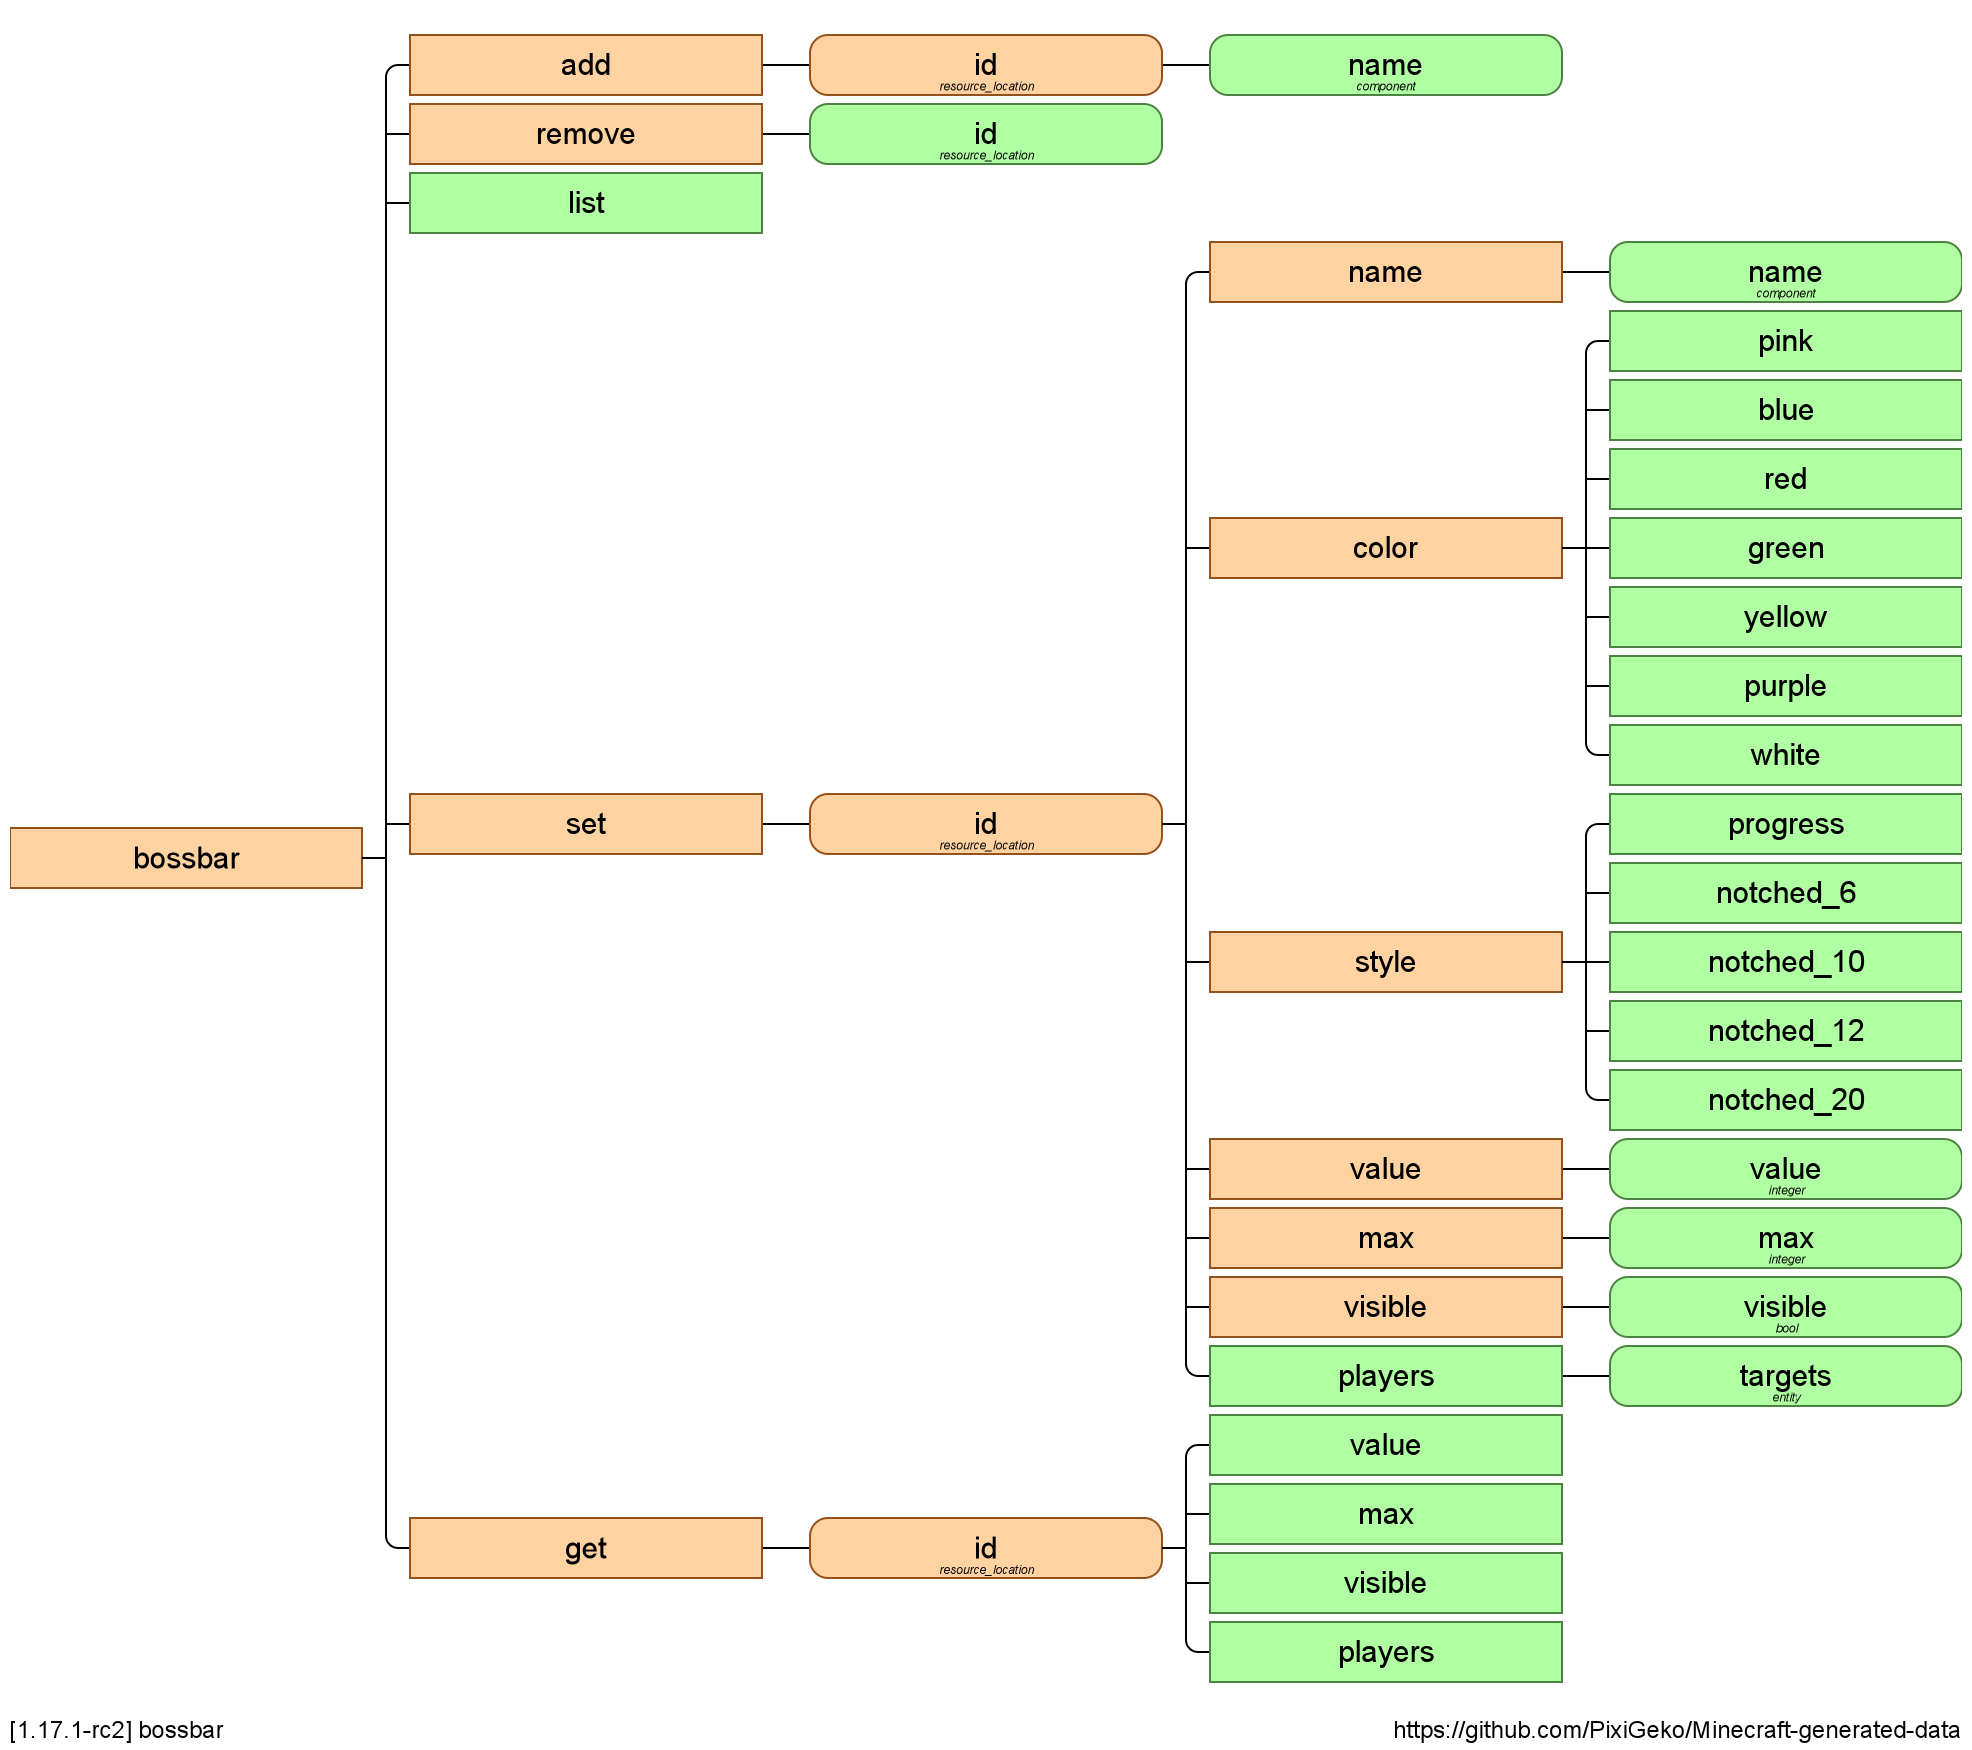 add
id
resource_location
name
component
remove
id
resource_location
list
name
name
component
pink
blue
red
color
green
yellow
purple
white
set
id
resource_location
progress
bossbar
notched_6
style
notched_10
notched_12
notched_20
value
value
integer
max
max
integer
visible
visible
bool
players
targets
entity
value
max
get
id
resource_location
visible
players
[1.17.1-rc2] bossbar
https://github.com/PixiGeko/Minecraft-generated-data